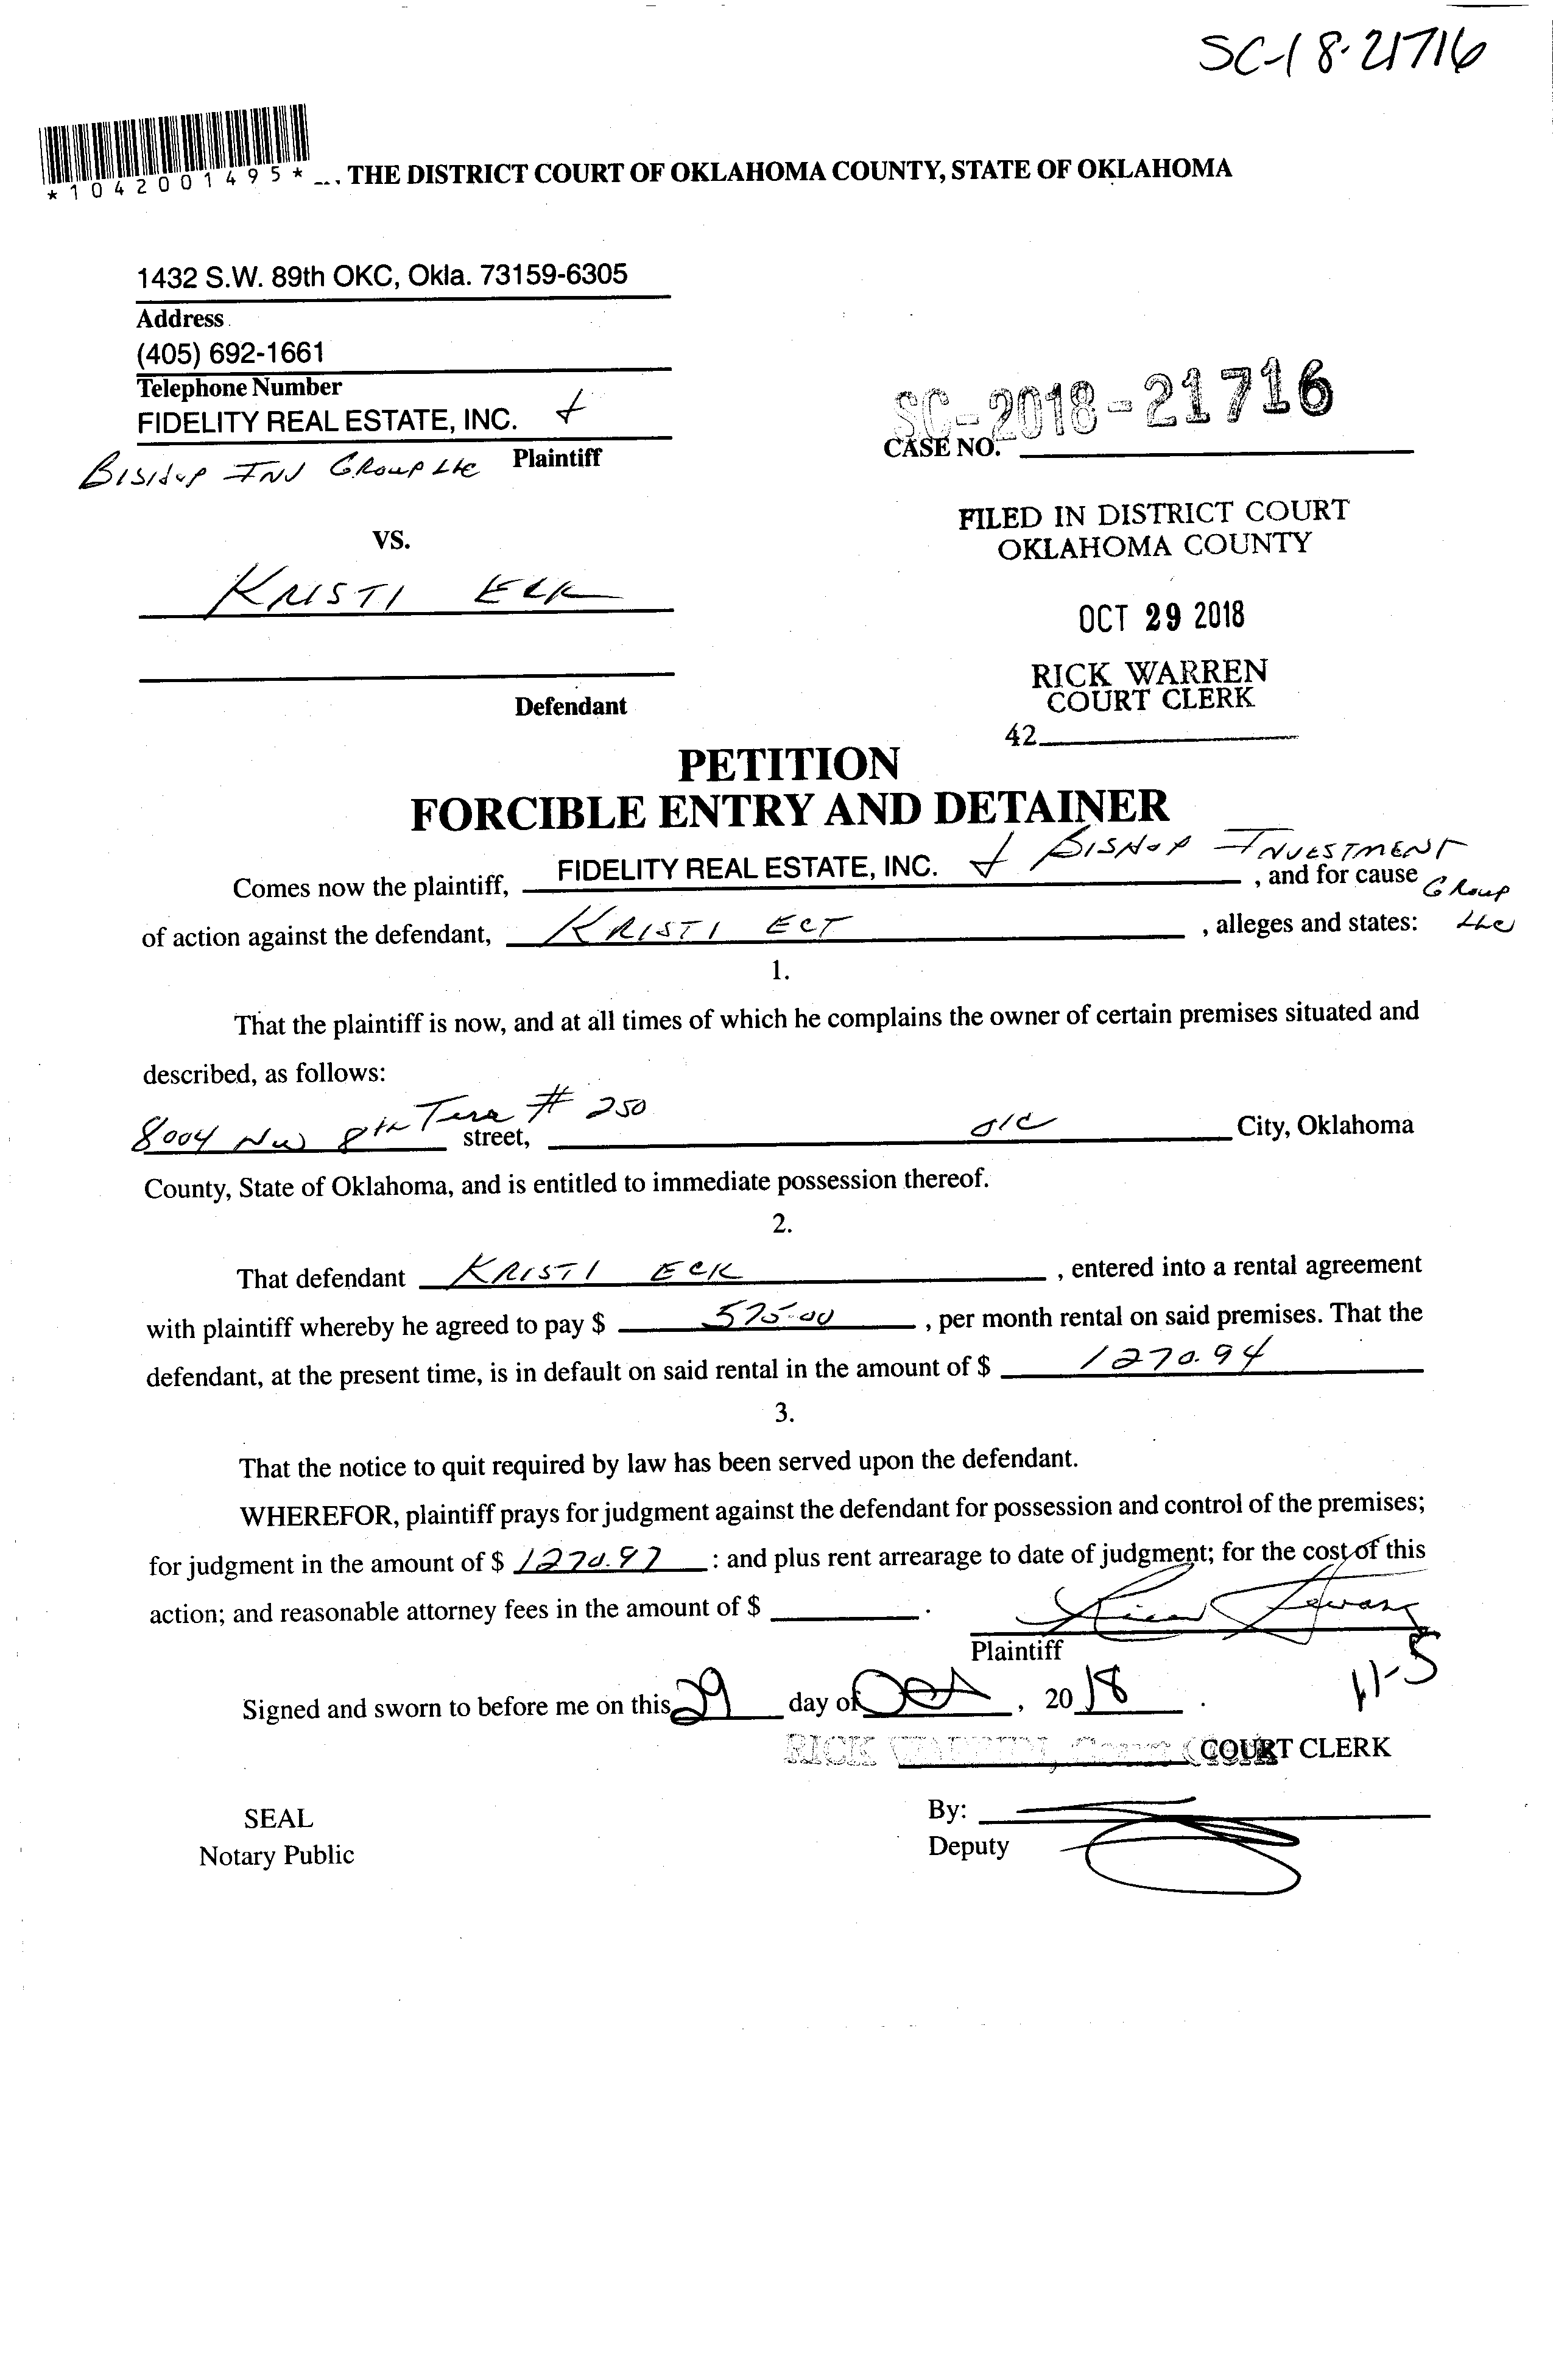 SC-18-21716
*1042001495* THE DISTRICT COURT OF OKLAHOMA COUNTY, STATE OF OKLAHOMA
1432 S.W. 89th OKC, Okla. 73159-6305
Address
(405) 692-1661
Telephone Number
FIDELITY REAL ESTATE, INC. +
BISHOP INV GROUP LLC Plaintiff
SC-2018-21716
CASE NO.
FILED IN DISTRICT COURT
OKLAHOMA COUNTY
OCT 29 2018
RICK WARREN
COURT CLERK
42
VS.
KRISTI ECK
Defendant
PETITION
FORCIBLE ENTRY AND DETAINER
Comes now the plaintiff, FIDELITY REAL ESTATE, INC. + BISHOP INVESTMENT, and for cause GROUP
of action against the defendant, KRISTI ECT, alleges and states: LLC
1.
That the plaintiff is now, and at all times of which he complains the owner of certain premises situated and
described, as follows:
8004 NW 8th Terr # 250 street, OK City, Oklahoma
County, State of Oklahoma, and is entitled to immediate possession thereof.
2.
That defendant KRISTI ECK, entered into a rental agreement
with plaintiff whereby he agreed to pay $ 575.00, per month rental on said premises. That the
defendant, at the present time, is in default on said rental in the amount of $ 1270.94
3.
That the notice to quit required by law has been served upon the defendant.
WHEREFOR, plaintiff prays for judgment against the defendant for possession and control of the premises;
for judgment in the amount of $ 1270.97 : and plus rent arrearage to date of judgment; for the cost of this
action; and reasonable attorney fees in the amount of $ .
Plaintiff
11-5
Signed and sworn to before me on this 29 day of Oct, 2018.
RICK WARREN, Court Clerk COURT CLERK
SEAL
Notary Public
By:
Deputy